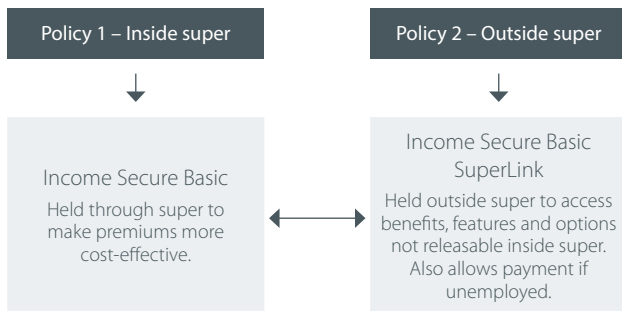 Policy 1 – Inside super
Policy 2 – Outside super
Income Secure Basic
Held through super to
make premiums more
cost-effective.
Income Secure Basic
SuperLink
Held outside super to access
benefits, features and options
not releasable inside super.
Also allows payment if
unemployed.